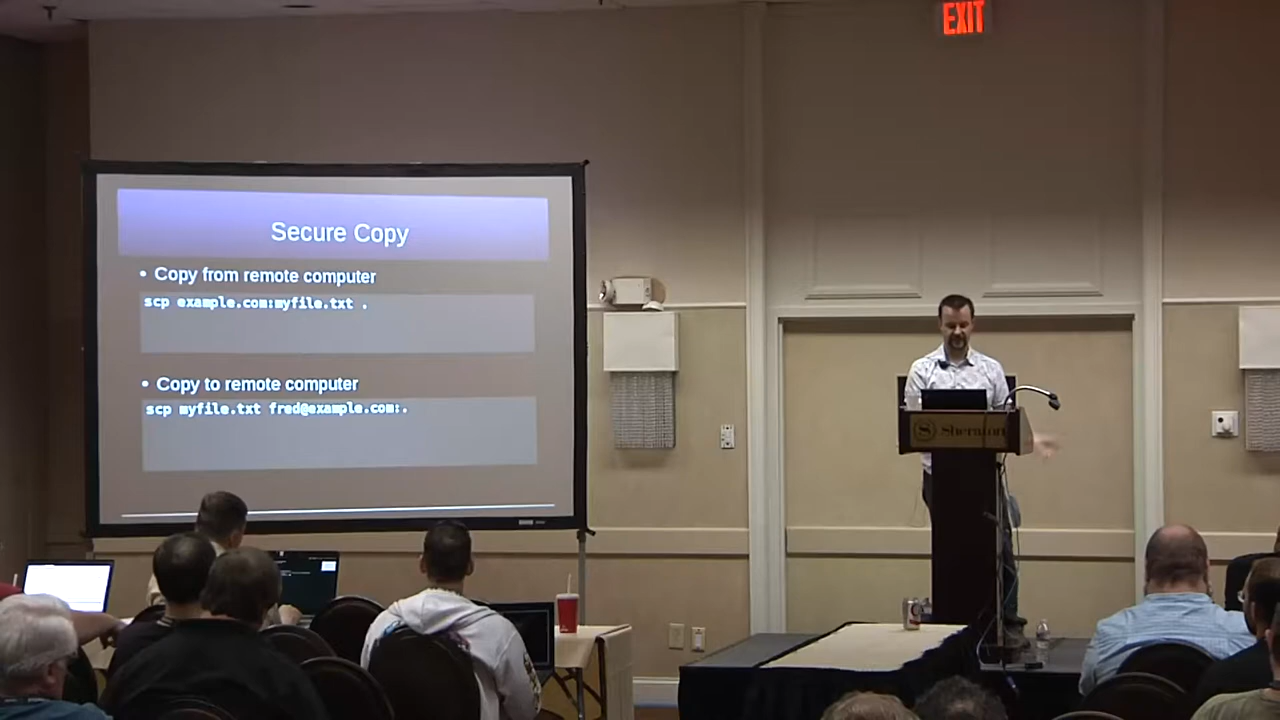 EXIT
Secure Copy
• Copy from remote computer
scp example.com:myfile.txt .
• Copy to remote computer
scp myfile.txt fred@example.com:.
Sheraton